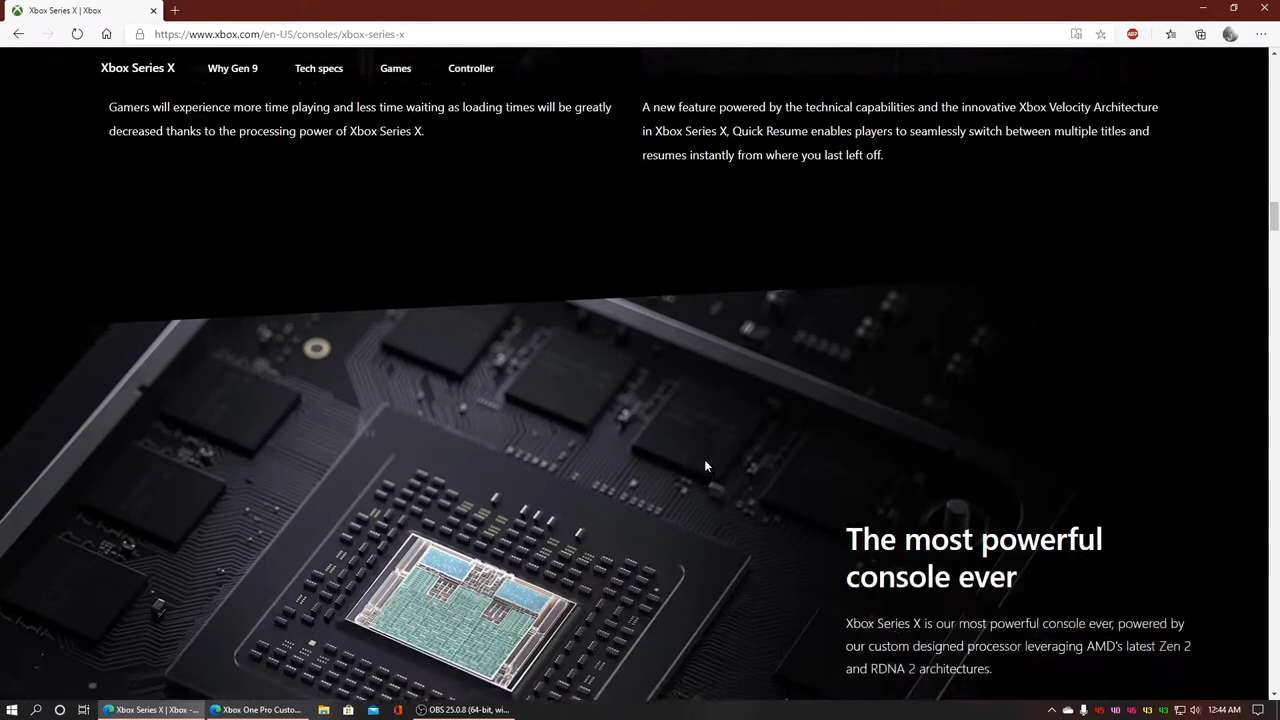 Xbox Series X | Xbox
https://www.xbox.com/en-US/consoles/xbox-series-x
ABP
Xbox Series X Why Gen 9 Tech specs Games Controller
Gamers will experience more time playing and less time waiting as loading times will be greatly
decreased thanks to the processing power of Xbox Series X.
A new feature powered by the technical capabilities and the innovative Xbox Velocity Architecture
in Xbox Series X, Quick Resume enables players to seamlessly switch between multiple titles and
resumes instantly from where you last left off.
The most powerful
console ever
Xbox Series X is our most powerful console ever, powered by
our custom designed processor leveraging AMD's latest Zen 2
and RDNA 2 architectures.
Xbox Series X | Xbox -... Xbox One Pro Custo... OBS 25.0.8 (64-bit, wi... 45 40 46 43 43 12:44 AM